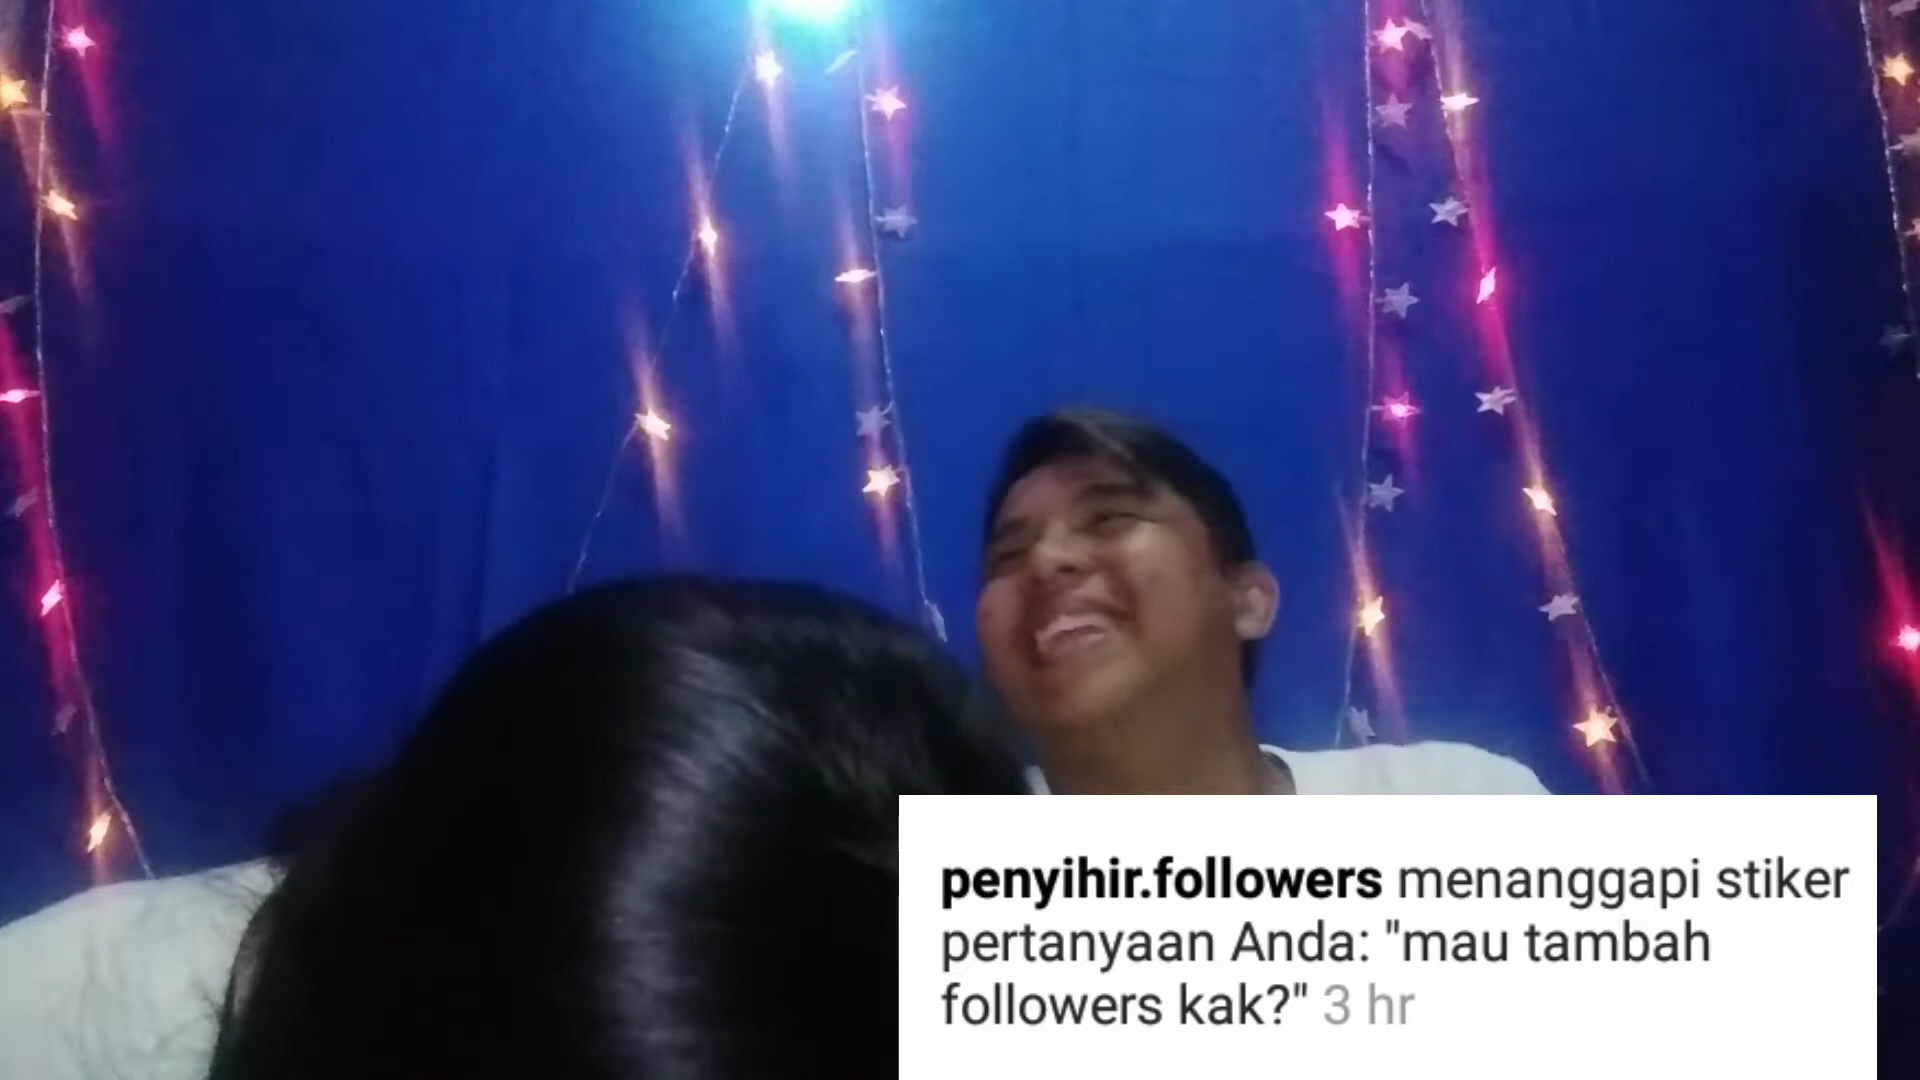 penyihir.followers menanggapi stiker
pertanyaan Anda: "mau tambah
followers kak?" 3 hr